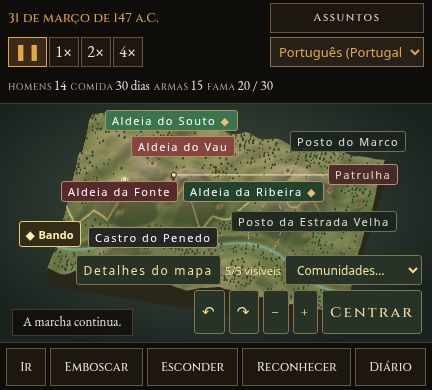 31 DE MARÇO DE 147 A.C.
ASSUNTOS
❚❚ 1× 2× 4×
Português (Portugal
HOMENS 14 COMIDA 30 dias ARMAS 15 FAMA 20 / 30
Aldeia do Souto ◆
Aldeia do Vau
Posto do Marco
Patrulha
Aldeia da Fonte
Aldeia da Ribeira ◆
Posto da Estrada Velha
◆ Bando
Castro do Penedo
Detalhes do mapa
5/5 visíveis
Comunidades...
↶ ↷ − + CENTRAR
A marcha continua.
IR EMBOSCAR ESCONDER RECONHECER DIÁRIO